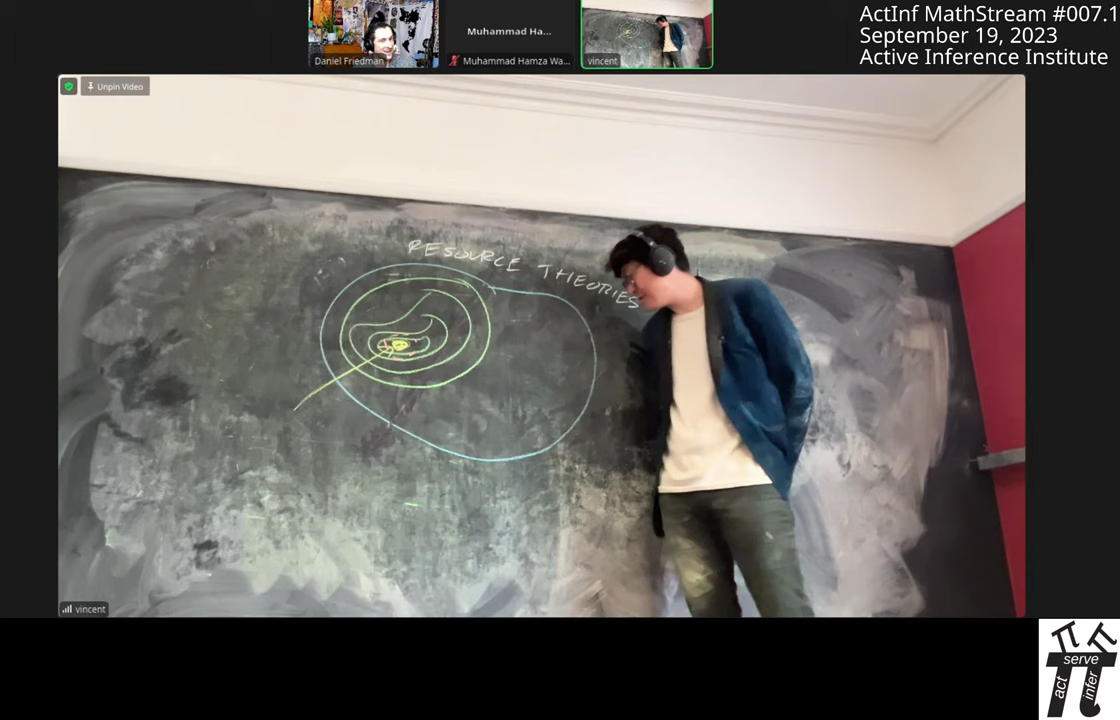 ActInf MathStream #007.1
September 19, 2023
Active Inference Institute
Muhammad Ha...
Daniel Friedman
Muhammad Hamza Wa...
vincent
Unpin Video
RESOURCE THEORIES
vincent
π π
serve
act
infer